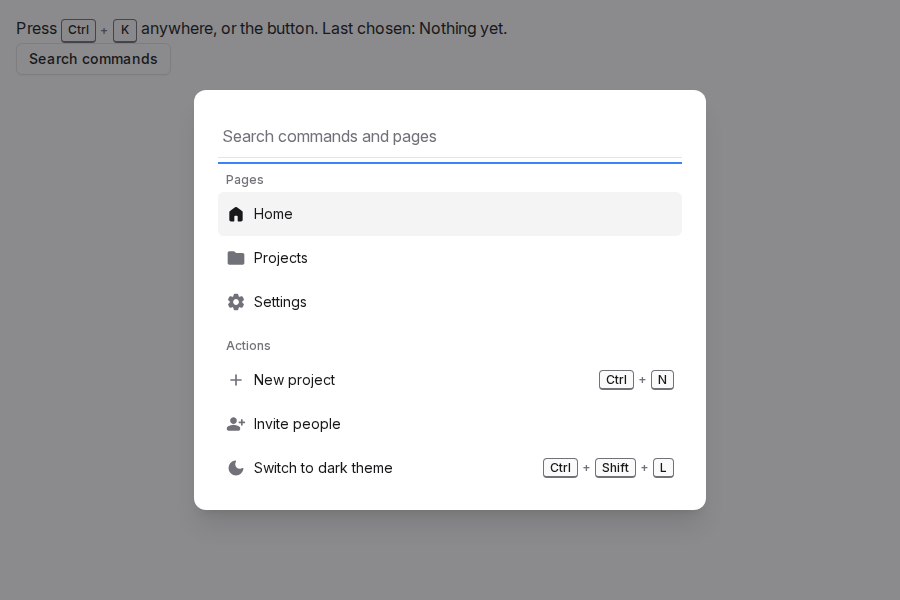 Press Ctrl + K anywhere, or the button. Last chosen: Nothing yet.
Search commands
Search commands and pages
Pages
Home
Projects
Settings
Actions
New project Ctrl + N
Invite people
Switch to dark theme Ctrl + Shift + L